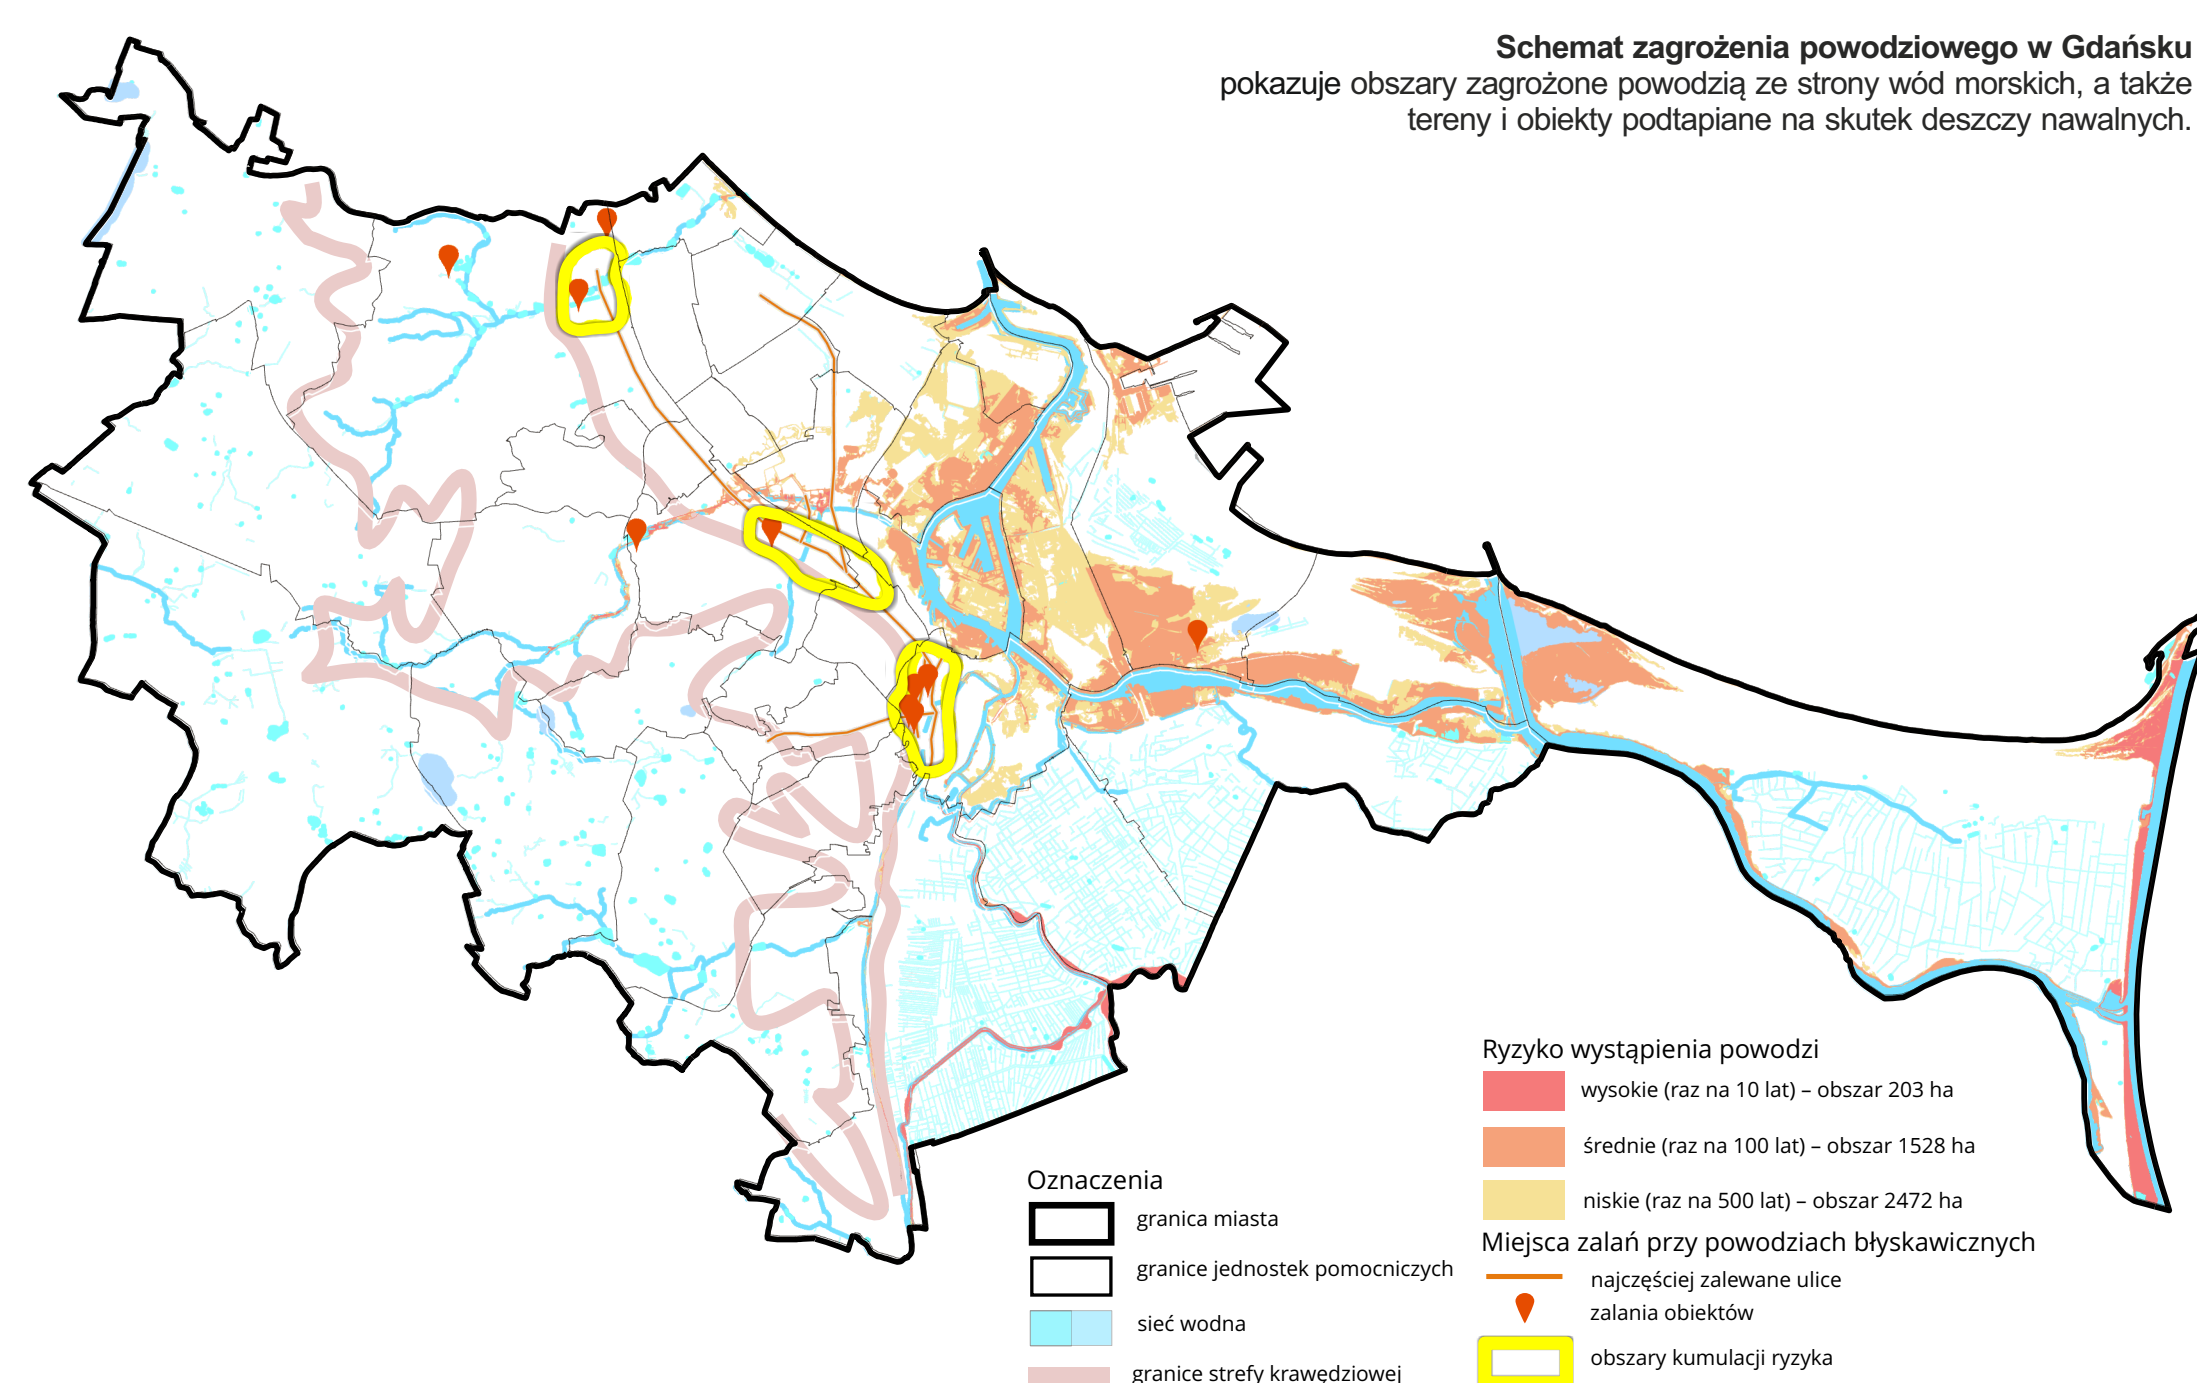 Schemat zagrożenia powodziowego w Gdańsku
pokazuje obszary zagrożone powodzią ze strony wód morskich, a także
tereny i obiekty podtapiane na skutek deszczy nawalnych.
Oznaczenia
granica miasta
granice jednostek pomocniczych
sieć wodna
granice strefy krawędziowej
Ryzyko wystąpienia powodzi
wysokie (raz na 10 lat) – obszar 203 ha
średnie (raz na 100 lat) – obszar 1528 ha
niskie (raz na 500 lat) – obszar 2472 ha
Miejsca zalań przy powodziach błyskawicznych
najczęściej zalewane ulice
zalania obiektów
obszary kumulacji ryzyka